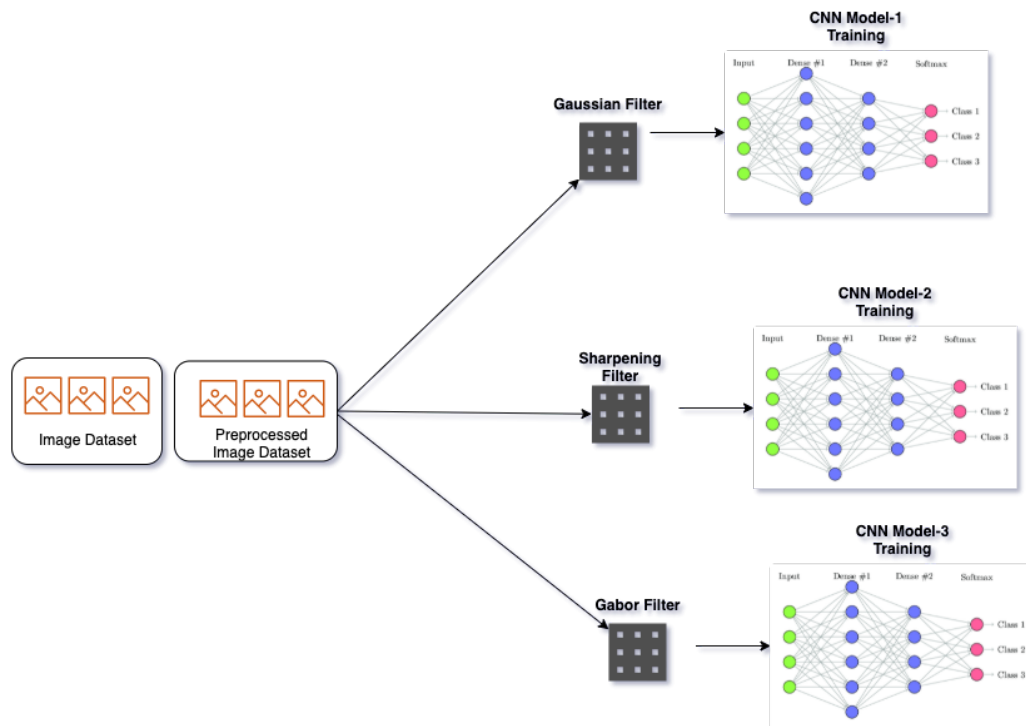 CNN Model-1
Training
Input
Dense #1
Dense #2
Softmax
Class 1
Class 2
Class 3
Gaussian Filter
CNN Model-2
Training
Input
Dense #1
Dense #2
Softmax
Class 1
Class 2
Class 3
Sharpening
Filter
Image Dataset
Preprocessed
Image Dataset
CNN Model-3
Training
Input
Dense #1
Dense #2
Softmax
Class 1
Class 2
Class 3
Gabor Filter